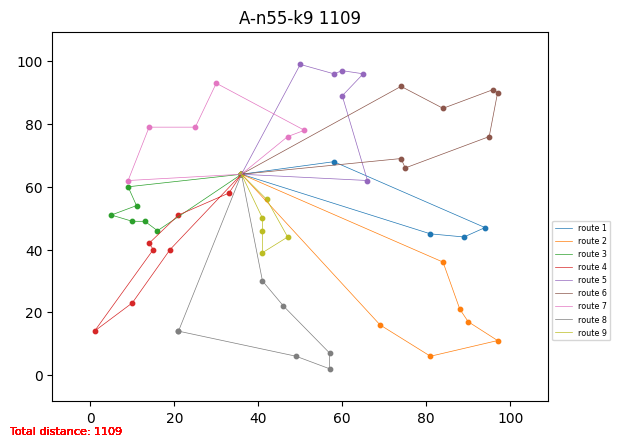 A-n55-k9 1109
100
80
60
40
20
0
0 20 40 60 80 100
route 1
route 2
route 3
route 4
route 5
route 6
route 7
route 8
route 9
Total distance: 1109